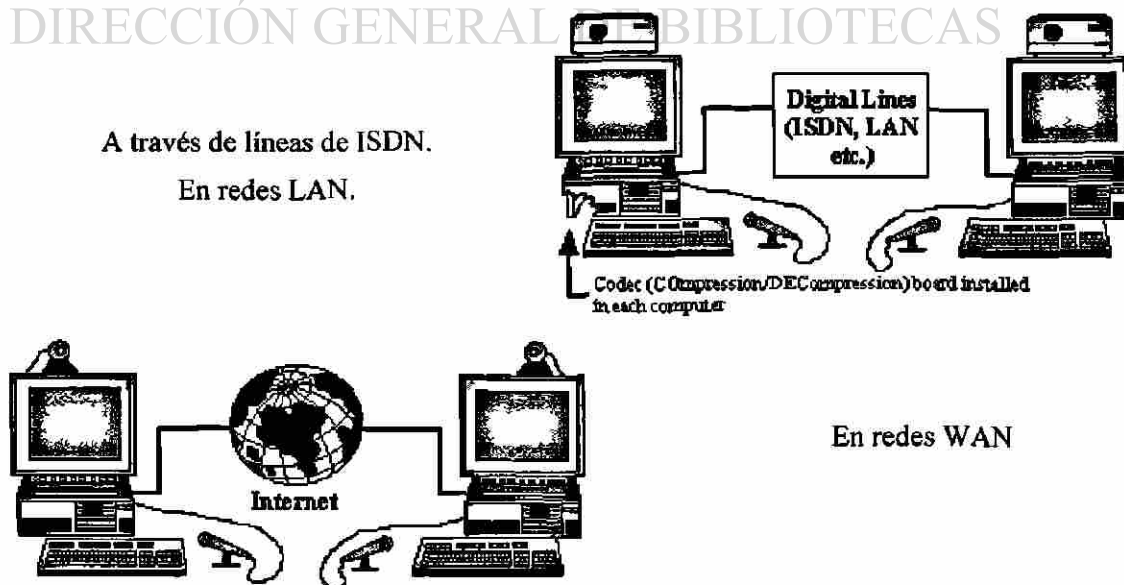 DIRECCIÓN GENERAL DE BIBLIOTECAS
A través de líneas de ISDN.
En redes LAN.
Digital Lines
(ISDN, LAN
etc.)
Codec (COmpression/DECompression) board installed
in each computer
Internet
En redes WAN